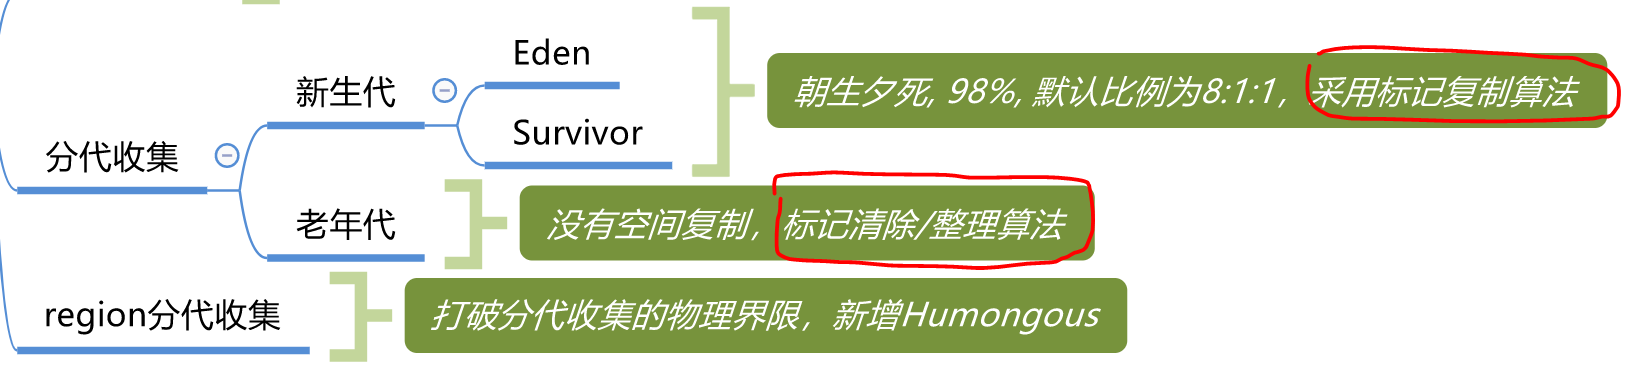 Eden
新生代
朝生夕死, 98%, 默认比例为8:1:1，采用标记复制算法
Survivor
分代收集
老年代
没有空间复制，标记清除/整理算法
region分代收集
打破分代收集的物理界限，新增Humongous